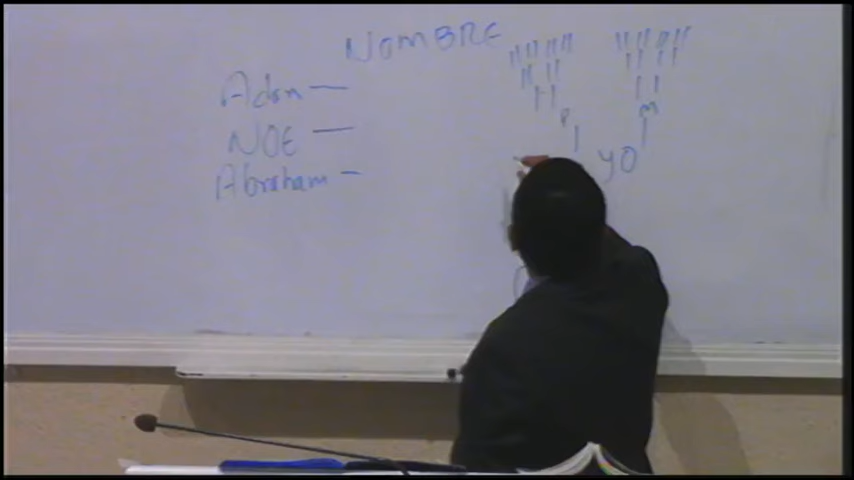 NOMBRE
Adan —
NOE —
Abraham —
P
M
yo